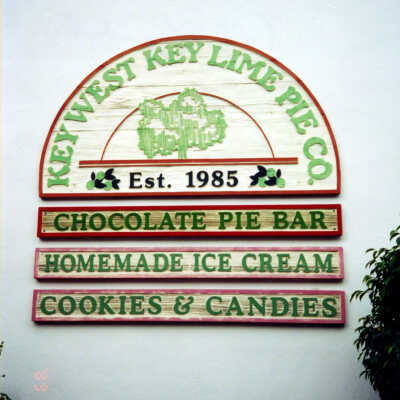 KEY WEST KEY LIME PIE CO.
Est. 1985
CHOCOLATE PIE BAR
HOMEMADE ICE CREAM
COOKIES & CANDIES